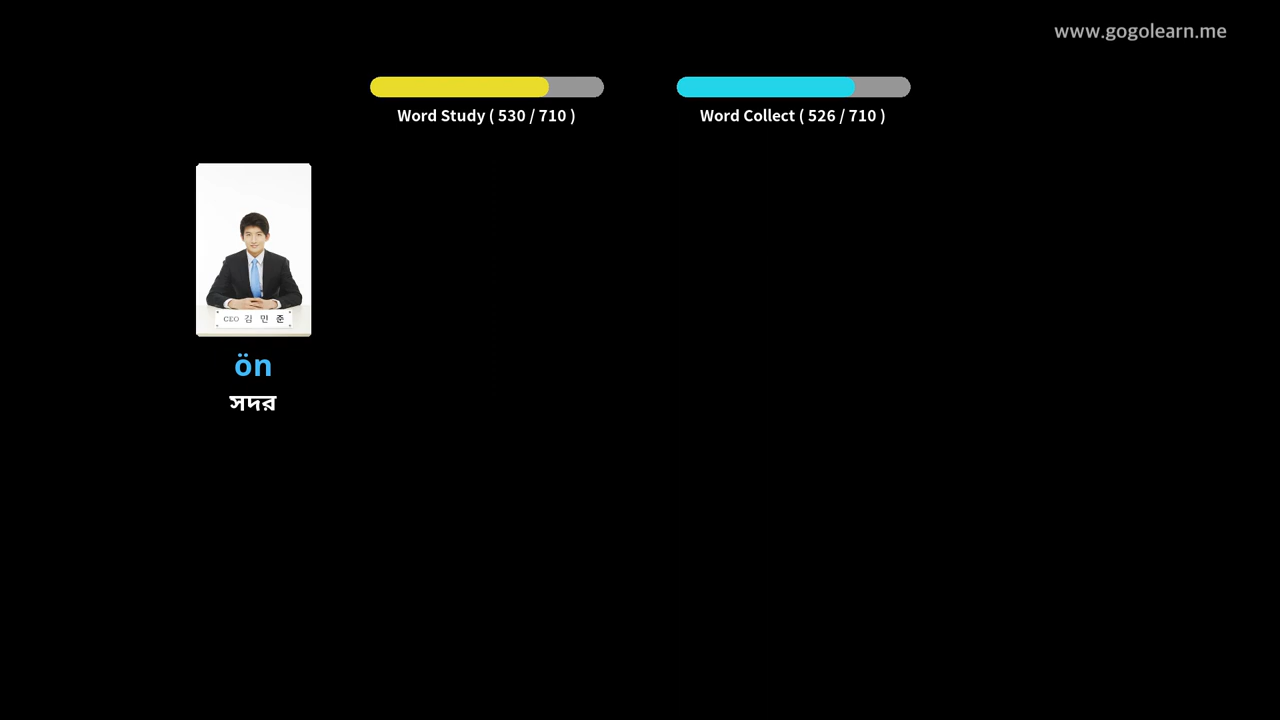 www.gogolearn.me
Word Study ( 530 / 710 )
Word Collect ( 526 / 710 )
CEO 김 민 준
ön
সদর